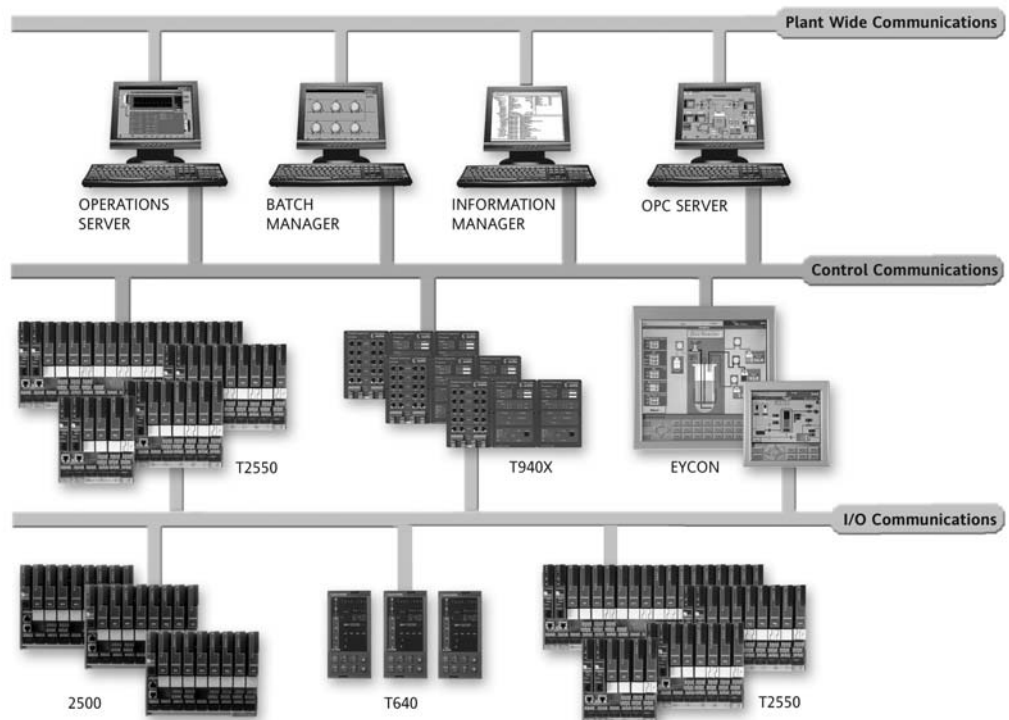 Plant Wide Communications
OPERATIONS
SERVER
BATCH
MANAGER
INFORMATION
MANAGER
OPC SERVER
Control Communications
T2550
T940X
EYCON
I/O Communications
2500
T640
T2550